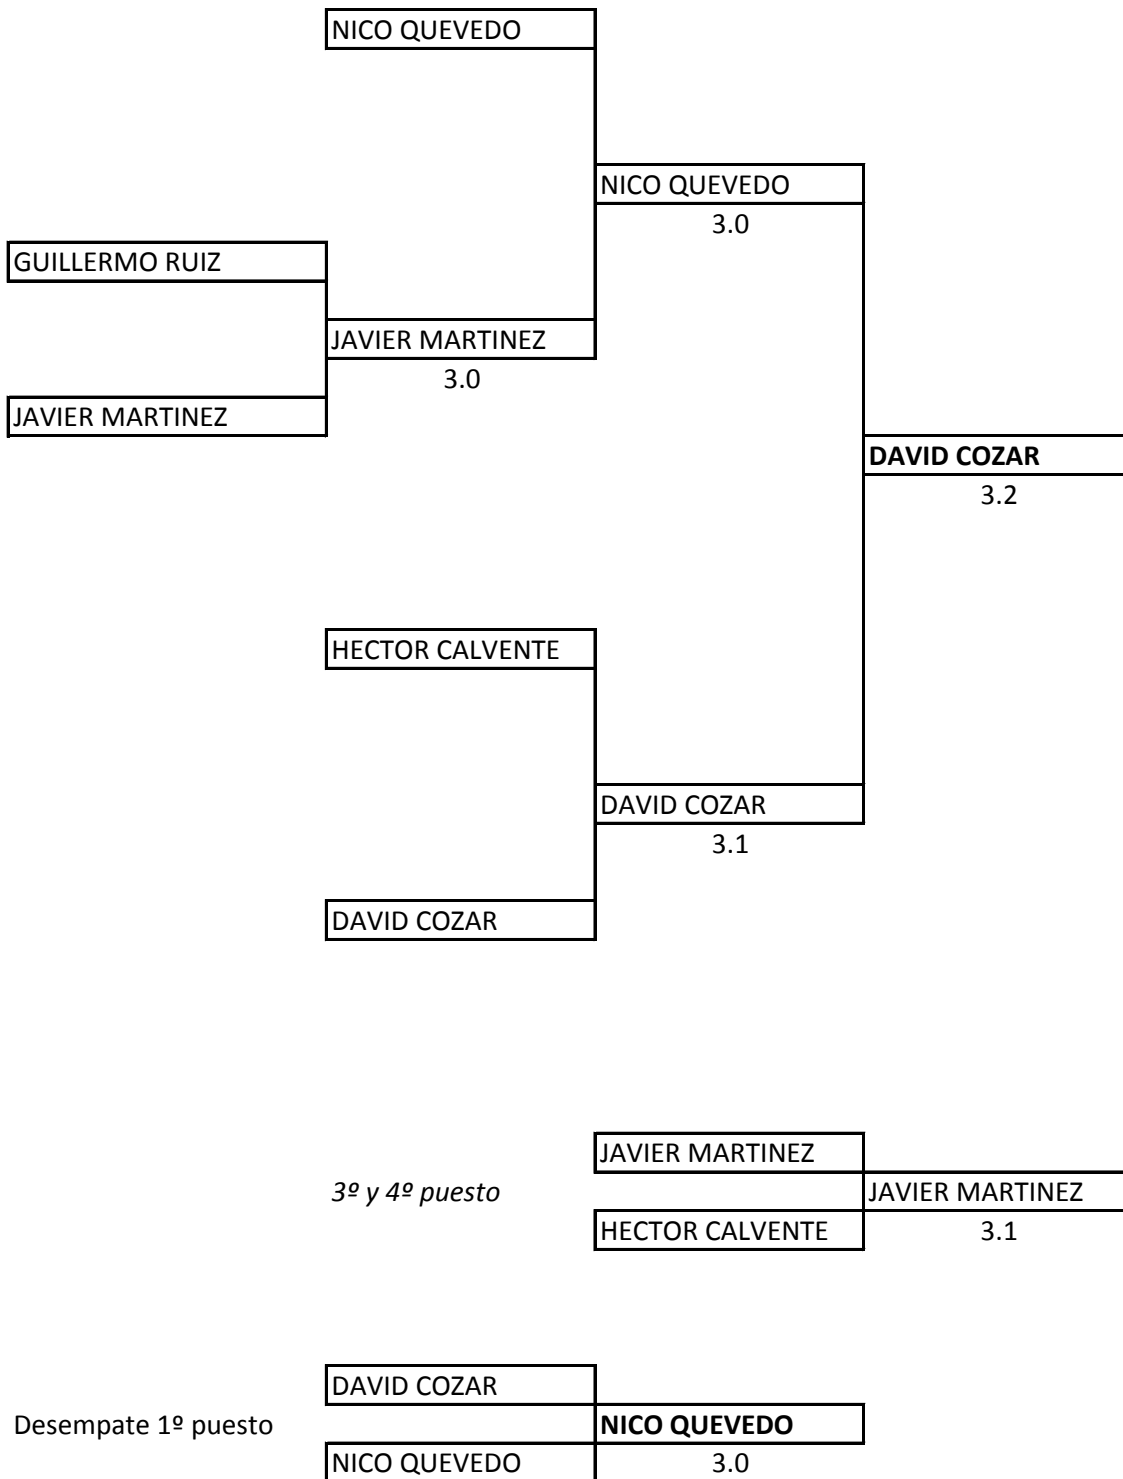 NICO QUEVEDO
NICO QUEVEDO
3.0
GUILLERMO RUIZ
JAVIER MARTINEZ
3.0
JAVIER MARTINEZ
DAVID COZAR
3.2
HECTOR CALVENTE
DAVID COZAR
3.1
DAVID COZAR
JAVIER MARTINEZ
3º y 4º puesto JAVIER MARTINEZ
HECTOR CALVENTE 3.1
DAVID COZAR
Desempate 1º puesto NICO QUEVEDO
NICO QUEVEDO 3.0